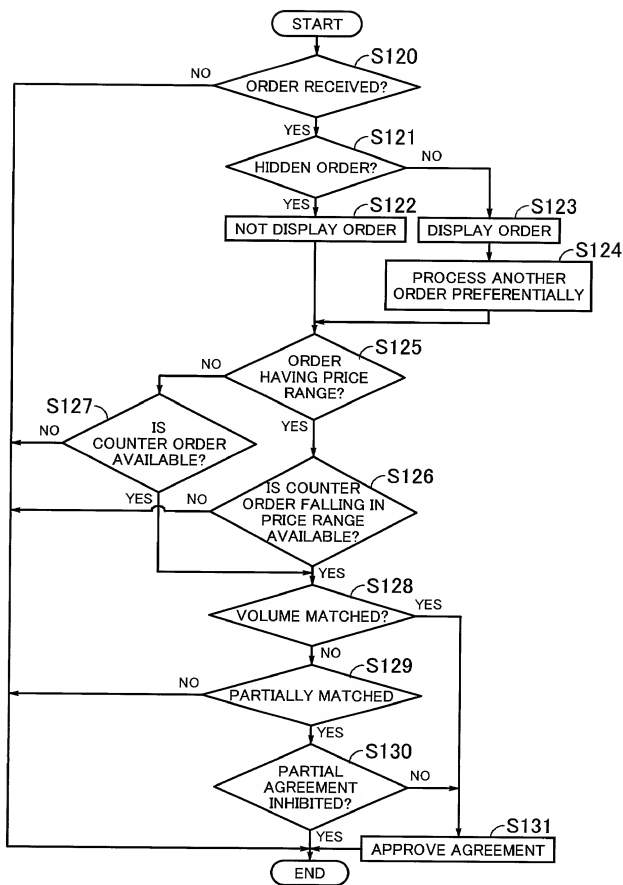 START
S120
NO
ORDER RECEIVED?
YES
S121
HIDDEN ORDER?
NO
YES
S122
S123
NOT DISPLAY ORDER
DISPLAY ORDER
S124
PROCESS ANOTHER
ORDER PREFERENTIALLY
S125
NO
ORDER
HAVING PRICE
RANGE?
S127
NO
IS
COUNTER ORDER
AVAILABLE?
YES
S126
YES
NO
IS COUNTER
ORDER FALLING IN
PRICE RANGE
AVAILABLE?
YES
S128
VOLUME MATCHED?
YES
NO
S129
NO
PARTIALLY MATCHED
YES
S130
PARTIAL
AGREEMENT
INHIBITED?
NO
YES
S131
APPROVE AGREEMENT
END